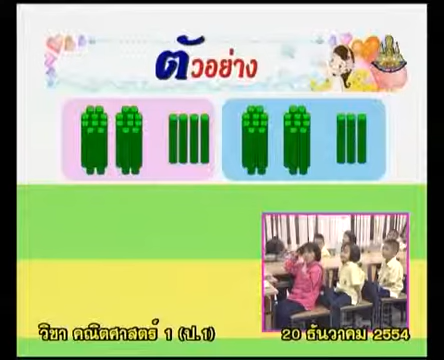 ตัวอย่าง
วิชา คณิตศาสตร์ 1 (ป.1)
20 ธันวาคม 2554